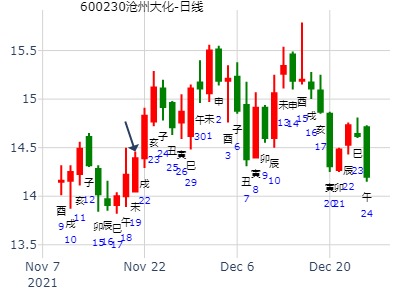 600230沧州大化-日线
15.5
15
14.5
14
13.5
酉 戌 亥 子 卯 辰 巳 午 未 戌 亥 子 丑 寅 巳 午 未 申 酉 子 丑 寅 卯 辰 未 申 酉 戌 亥 寅 卯 辰 巳 午
9 10 11 12 15 16 17 18 19 22 23 24 25 26 29 30 1 2 3 6 7 8 9 10 13 14 15 16 17 20 21 22 23 24
Nov 7 Nov 22 Dec 6 Dec 20
2021